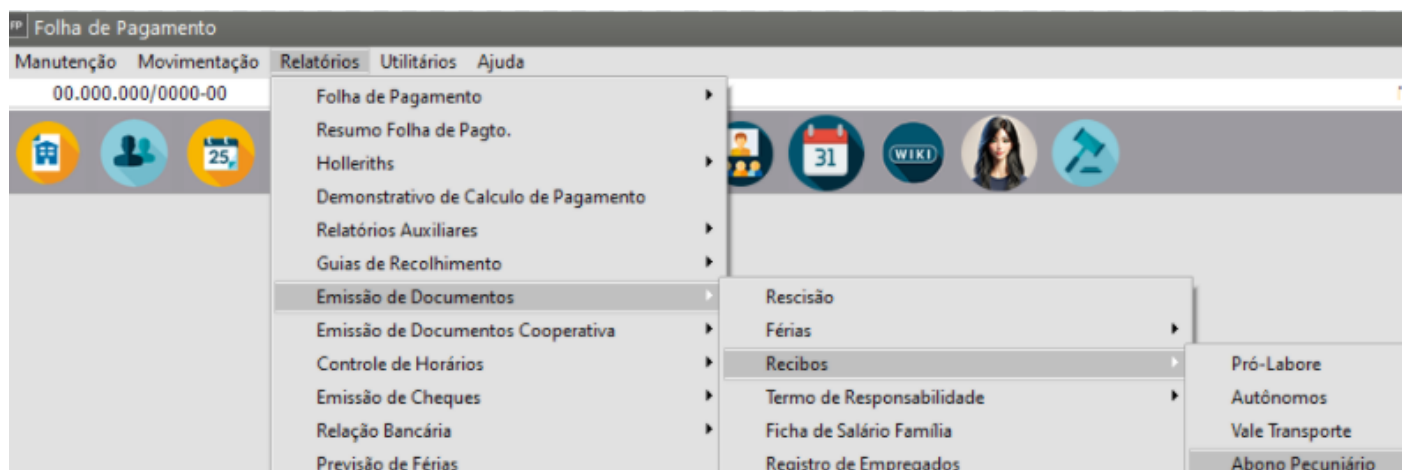 FP Folha de Pagamento
Manutenção Movimentação Relatórios Utilitários Ajuda
00.000.000/0000-00
25
31
WIKI
Folha de Pagamento
Resumo Folha de Pagto.
Holleriths
Demonstrativo de Calculo de Pagamento
Relatórios Auxiliares
Guias de Recolhimento
Emissão de Documentos
Emissão de Documentos Cooperativa
Controle de Horários
Emissão de Cheques
Relação Bancária
Previsão de Férias
Rescisão
Férias
Recibos
Termo de Responsabilidade
Ficha de Salário Família
Registro de Empregados
Pró-Labore
Autônomos
Vale Transporte
Abono Pecuniário